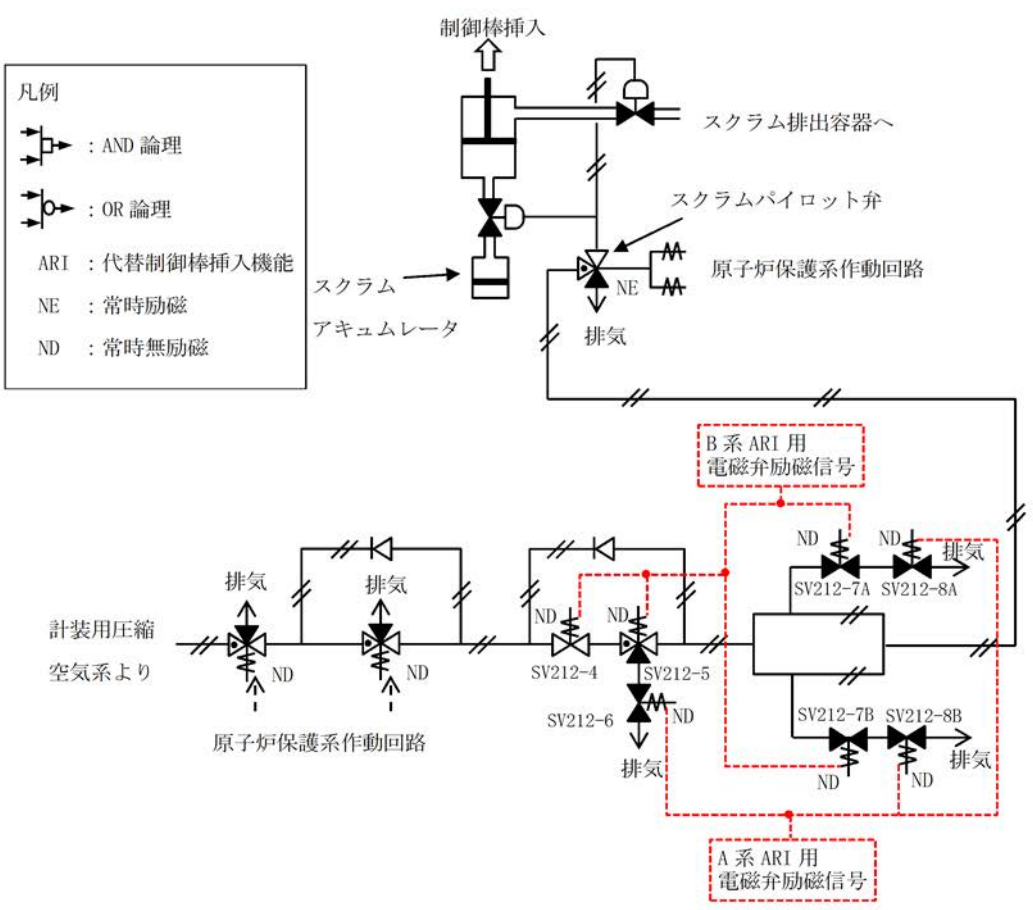 制御棒挿入
凡例
：AND 論理
：OR 論理
ARI ：代替制御棒挿入機能
NE ：常時励磁
ND ：常時無励磁
スクラム排出容器へ
スクラムパイロット弁
原子炉保護系作動回路
NE
排気
スクラム
アキュムレータ
B 系 ARI 用
電磁弁励磁信号
ND
ND
排気
SV212-7A
SV212-8A
排気
排気
計装用圧縮
空気系より
ND
ND
原子炉保護系作動回路
ND
ND
SV212-4
SV212-5
SV212-6
ND
排気
SV212-7B
SV212-8B
ND
ND
排気
A 系 ARI 用
電磁弁励磁信号